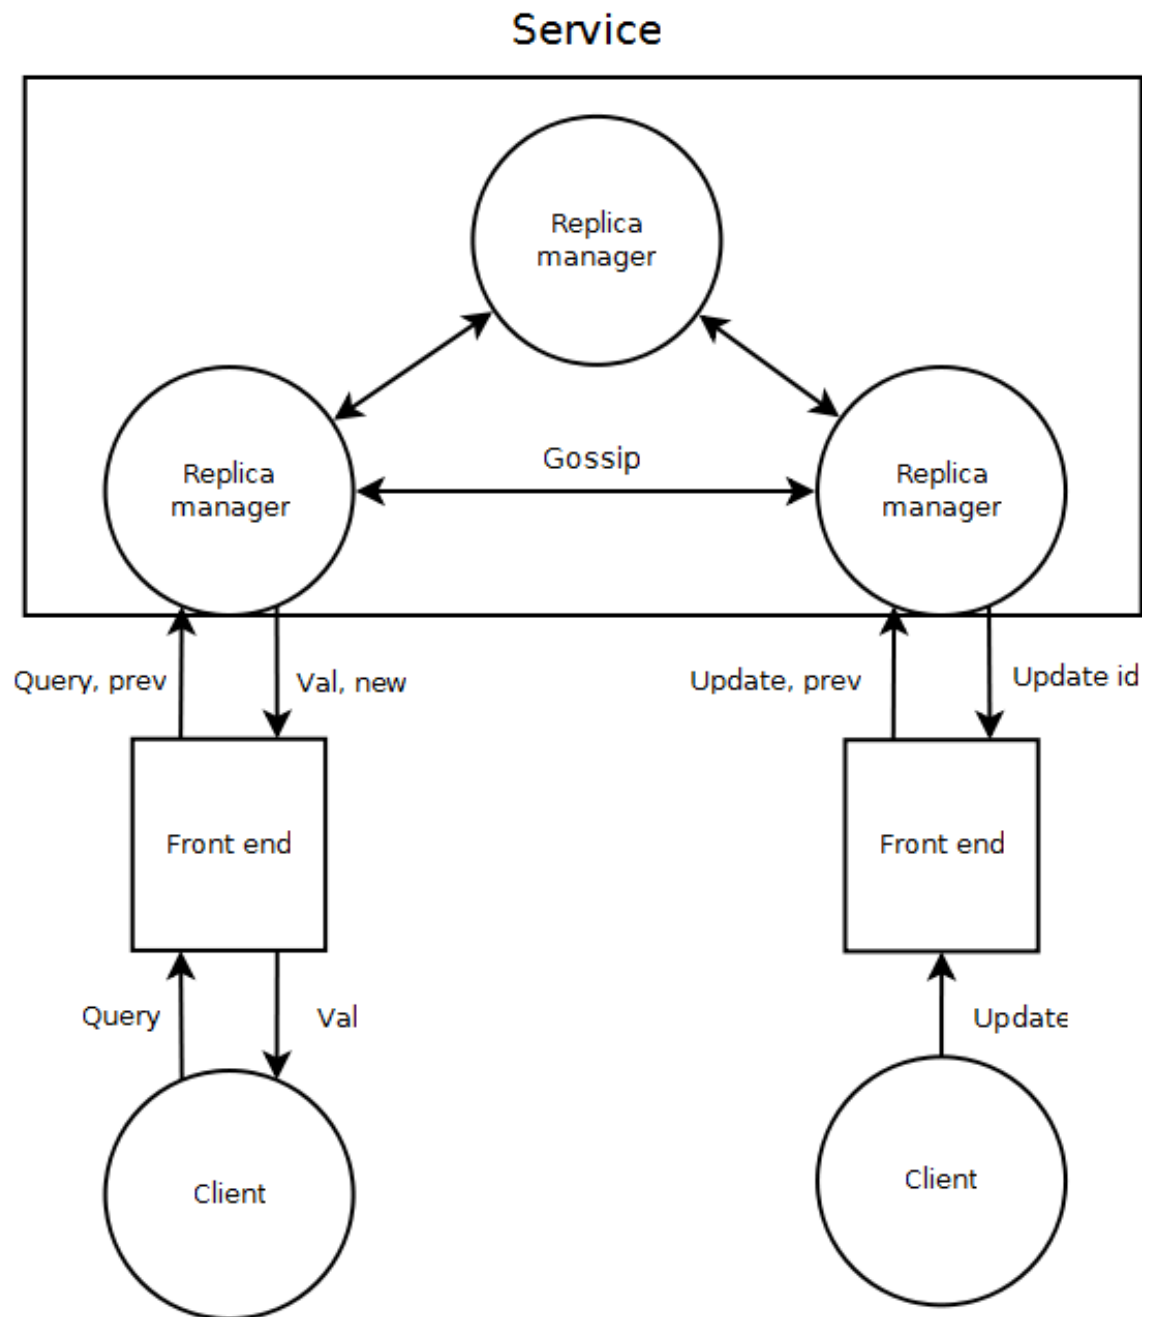 Service
Replica
manager
Replica
manager
Gossip
Replica
manager
Query, prev
Val, new
Update, prev
Update id
Front end
Front end
Query
Val
Update
Client
Client